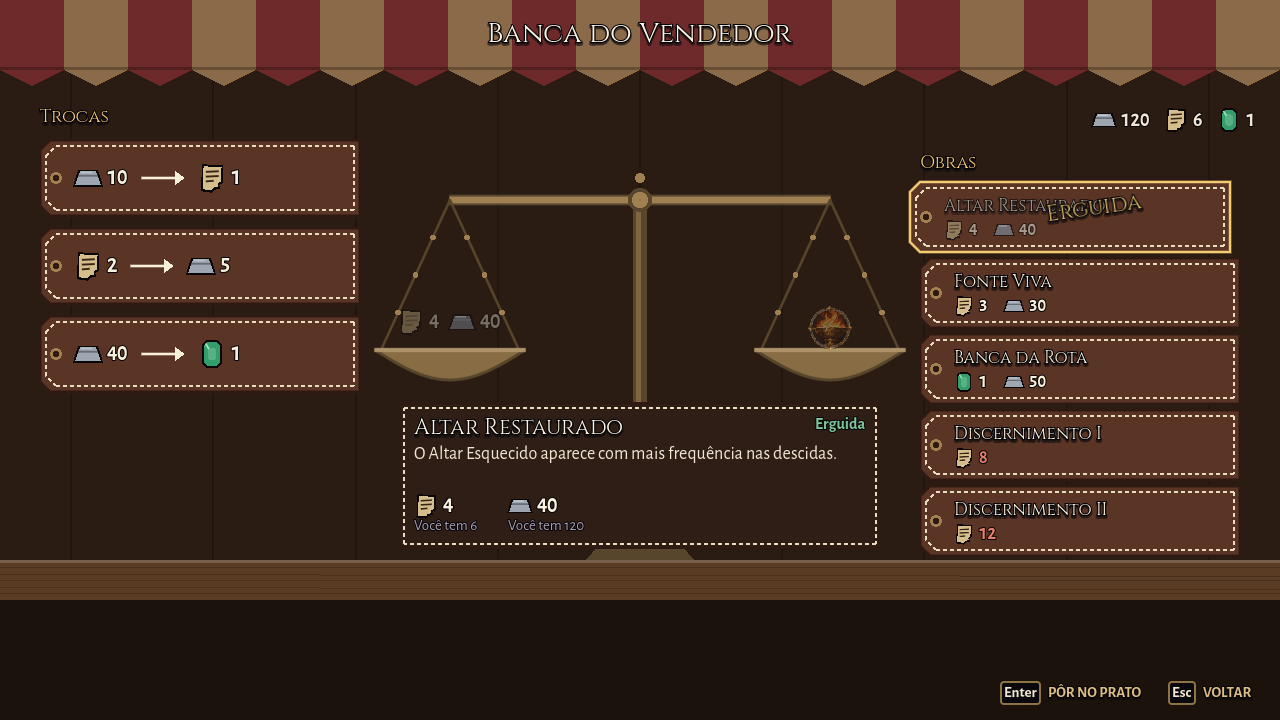 Banca do Vendedor
Trocas
10 1
2 5
40 1
120 6 1
Obras
Altar Restaurado
ERGUIDA
4 40
Fonte Viva
3 30
Banca da Rota
1 50
Discernimento I
8
Discernimento II
12
4 40
Altar Restaurado
Erguida
O Altar Esquecido aparece com mais frequência nas descidas.
4 40
Você tem 6 Você tem 120
Enter PÔR NO PRATO Esc VOLTAR